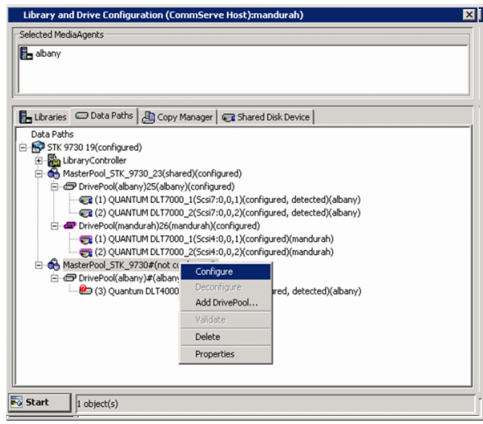 Library and Drive Configuration (CommServe Host):mandurah)
Selected MediaAgents
albany
Libraries Data Paths Copy Manager Shared Disk Device
Data Paths
STK 9730 19(configured)
LibraryController
MasterPool_STK_9730_23(shared)(configured)
DrivePool(albany)25(albany)(configured)
(1) QUANTUM DLT7000_1(Scsi7:0,0,1)(configured, detected)(albany)
(2) QUANTUM DLT7000_2(Scsi7:0,0,2)(configured, detected)(albany)
DrivePool(mandurah)26(mandurah)(configured)
(1) QUANTUM DLT7000_1(Scsi4:0,0,1)(configured)(mandurah)
(2) QUANTUM DLT7000_2(Scsi4:0,0,2)(configured)(mandurah)
MasterPool_STK_9730#(not
DrivePool(albany)#(albany
(3) Quantum DLT4000 red, detected)(albany)
Configure
Deconfigure
Add DrivePool...
Validate
Delete
Properties
Start 1 object(s)